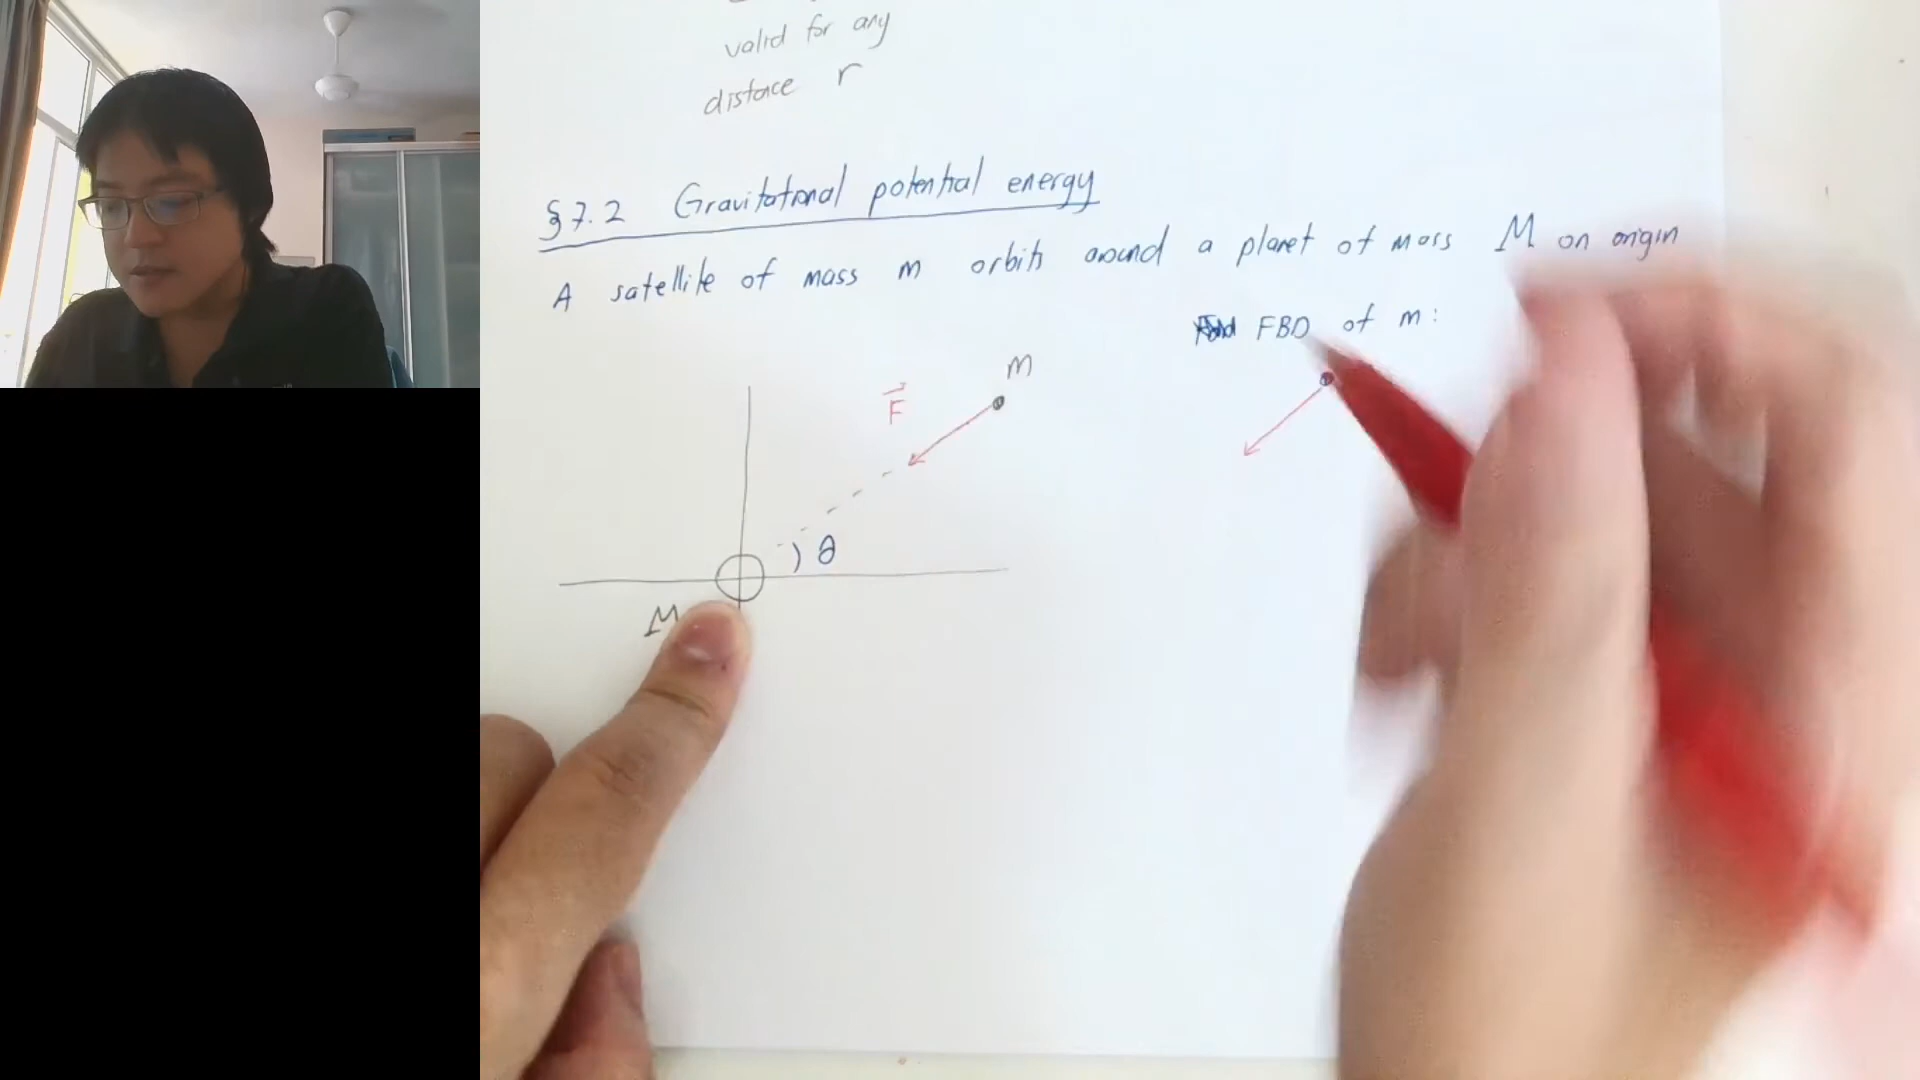 valid for any
distance r
§7.2 Gravitational potential energy
A satellite of mass m orbits around a planet of mass M on origin
FBD of m:
m
F
θ
M